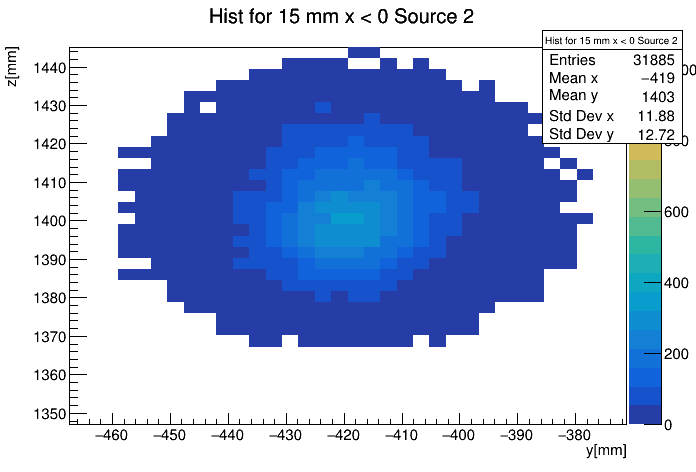 Hist for 15 mm x < 0 Source 2
z[mm]
Hist for 15 mm x < 0 Source 2
Entries 31885
Mean x −419
Mean y 1403
Std Dev x 11.88
Std Dev y 12.72
1440
1430
1420
1410
1400
1390
1380
1370
1360
1350
600
400
200
0
−460 −450 −440 −430 −420 −410 −400 −390 −380
y[mm]